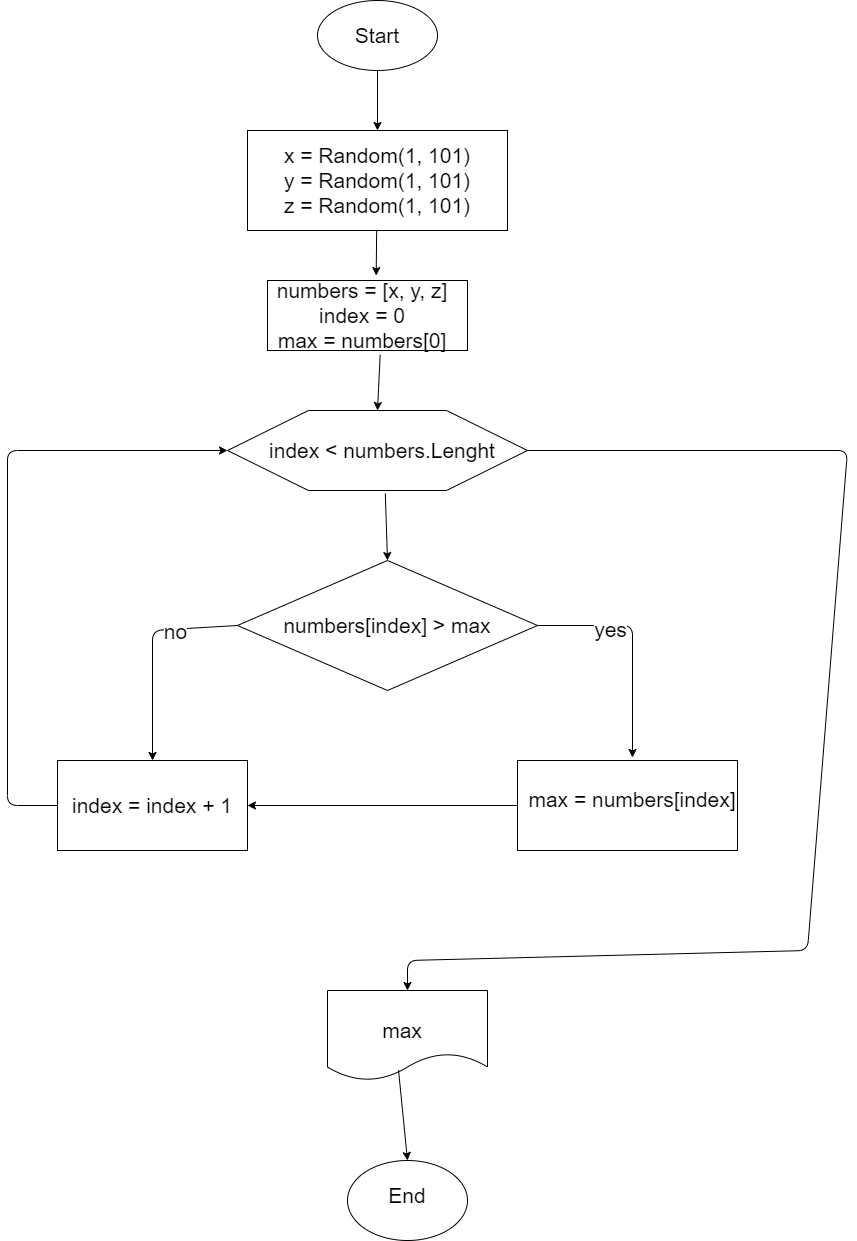 Start
x = Random(1, 101)
y = Random(1, 101)
z = Random(1, 101)
numbers = [x, y, z]
index = 0
max = numbers[0]
index < numbers.Lenght
numbers[index] > max
no
yes
index = index + 1
max = numbers[index]
max
End